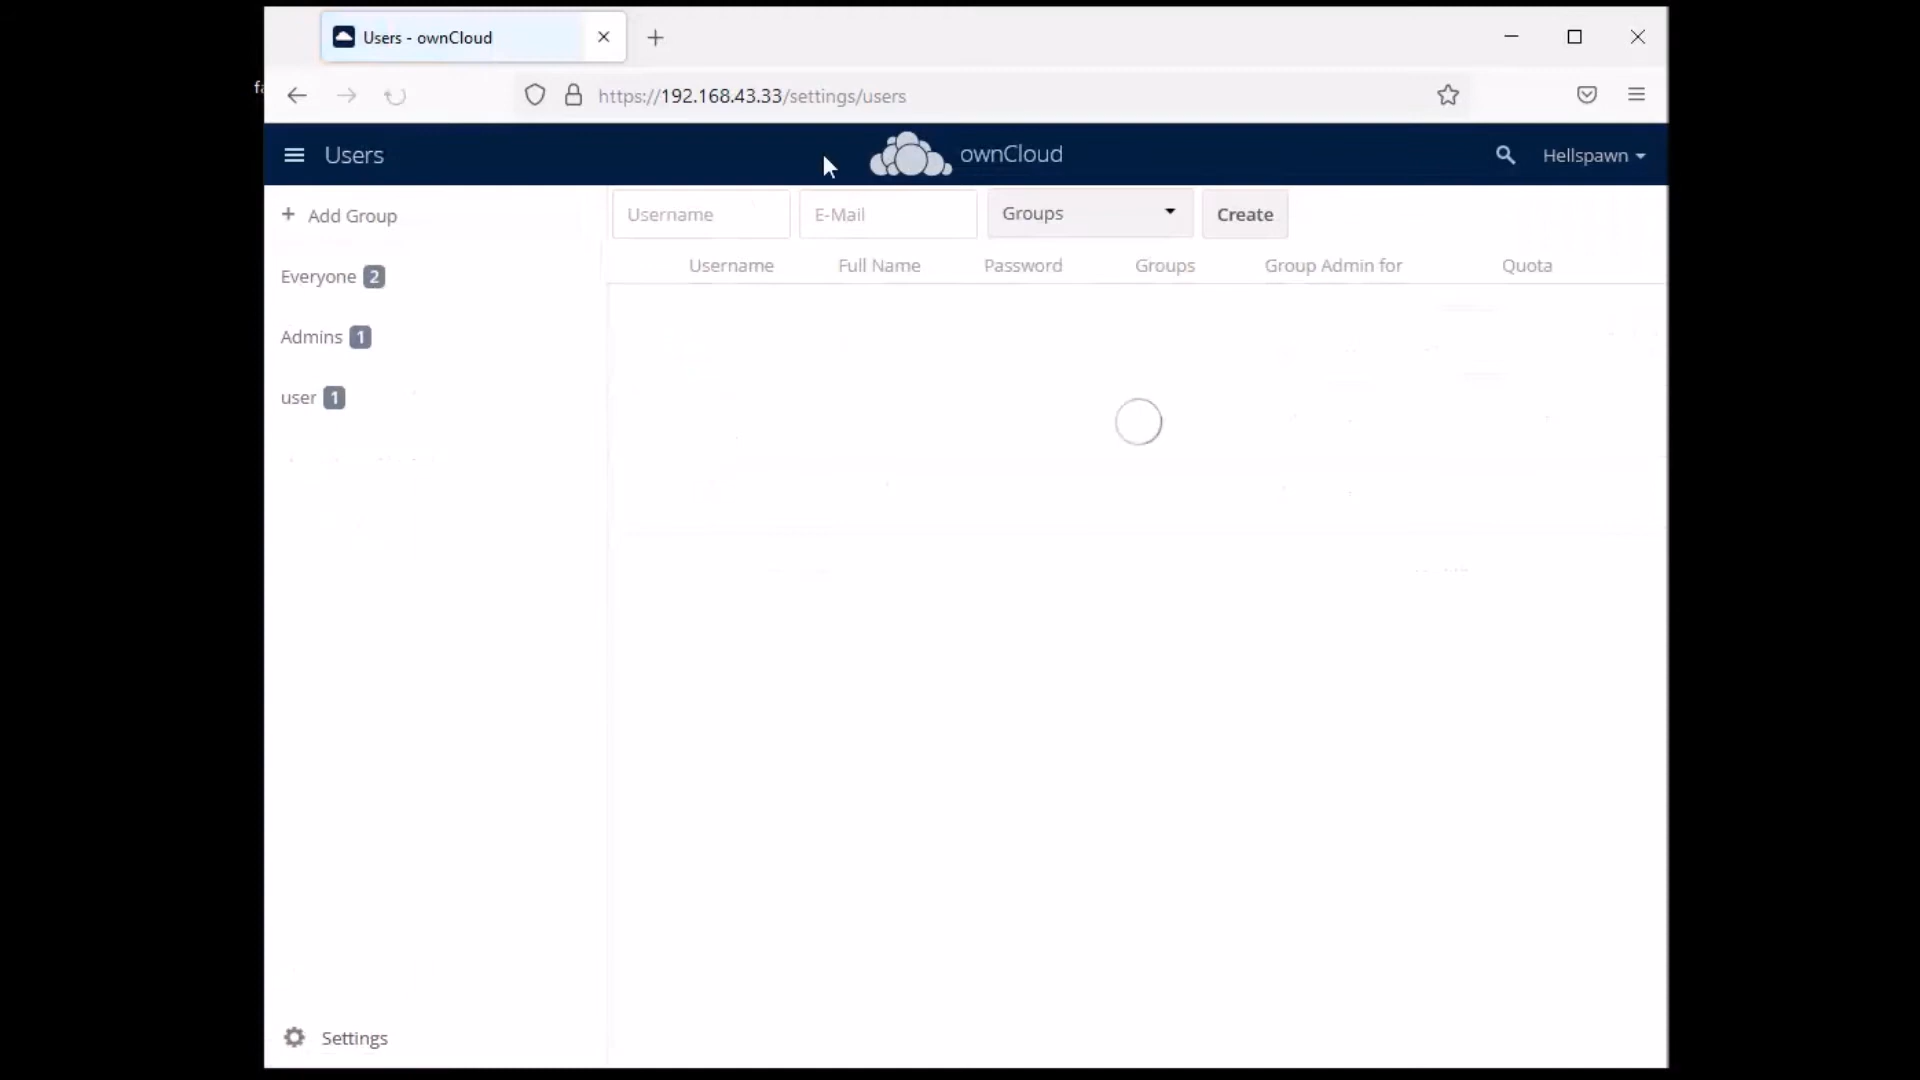 Users - ownCloud
https://192.168.43.33/settings/users
Users
ownCloud
Hellspawn
+ Add Group
Username
E-Mail
Groups
Create
Everyone 2
Username Full Name Password Groups Group Admin for Quota
Admins 1
user 1
Settings